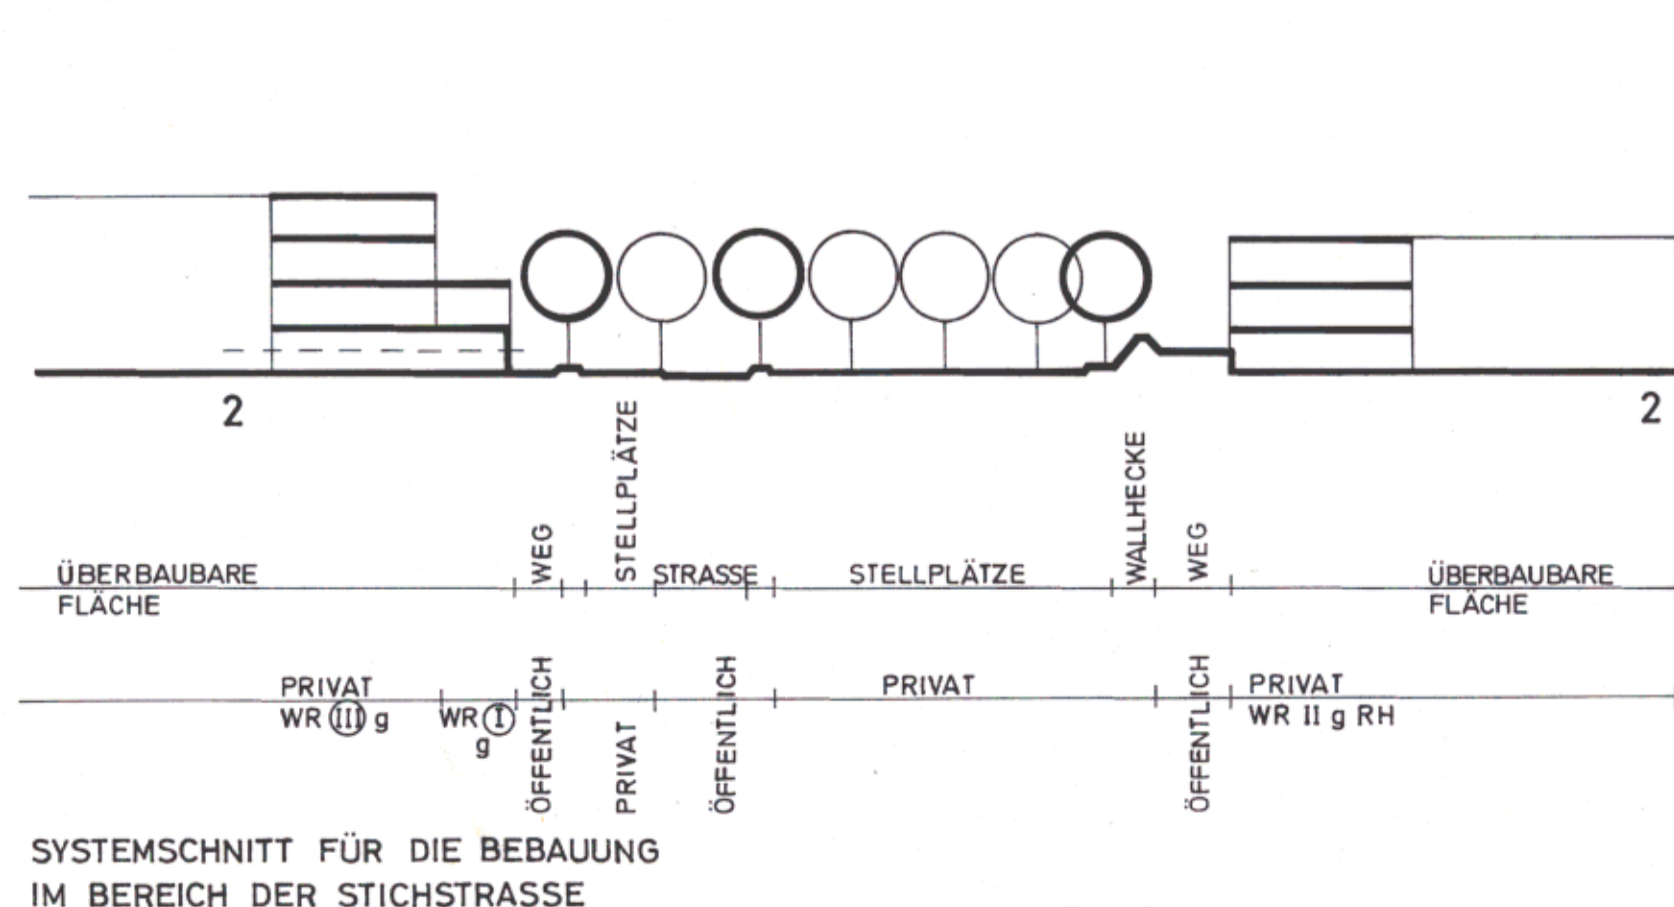 2
2
STELLPLÄTZE
WALLHECKE
WEG
WEG
ÜBERBAUBARE
FLÄCHE
STRASSE
STELLPLÄTZE
ÜBERBAUBARE
FLÄCHE
PRIVAT
WR III g
WR I
g
ÖFFENTLICH
PRIVAT
ÖFFENTLICH
PRIVAT
ÖFFENTLICH
PRIVAT
WR II g RH
SYSTEMSCHNITT FÜR DIE BEBAUUNG
IM BEREICH DER STICHSTRASSE